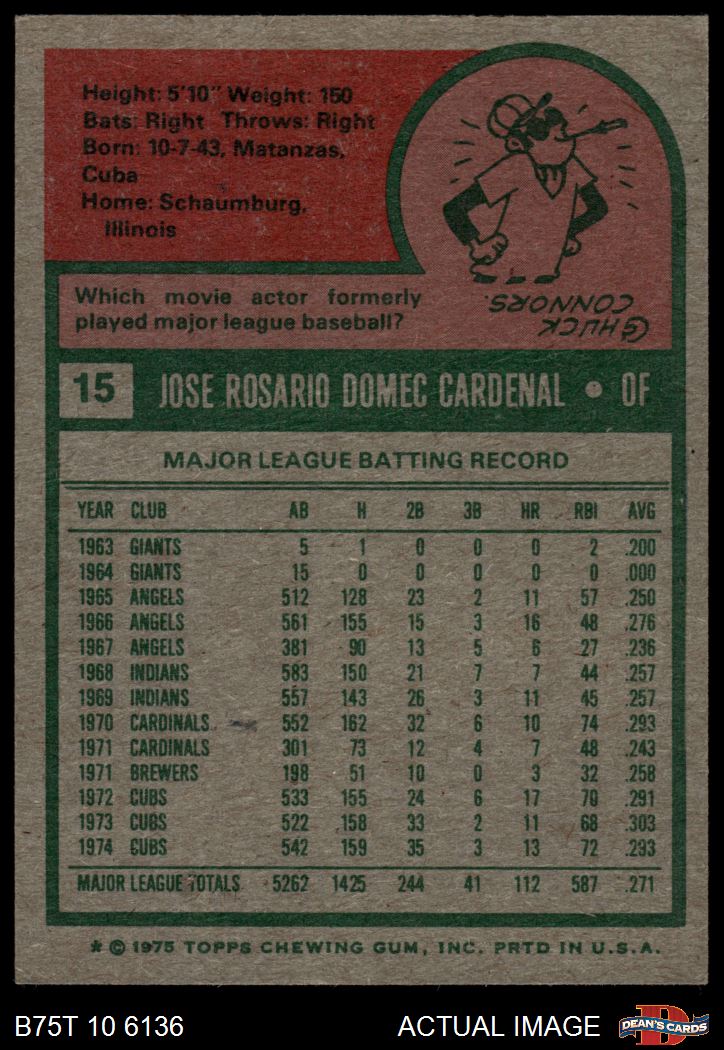 Height: 5'10" Weight: 150
Bats: Right Throws: Right
Born: 10-7-43, Matanzas,
Cuba
Home: Schaumburg,
Illinois
CHUCK
CONNORS.
Which movie actor formerly
played major league baseball?
15 JOSE ROSARIO DOMEC CARDENAL • OF
MAJOR LEAGUE BATTING RECORD
YEAR CLUB AB H 2B 3B HR RBI AVG
1963 GIANTS 5 1 0 0 0 2 .200
1964 GIANTS 15 0 0 0 0 0 .000
1965 ANGELS 512 128 23 2 11 57 .250
1966 ANGELS 561 155 15 3 16 48 .276
1967 ANGELS 381 90 13 5 6 27 .236
1968 INDIANS 583 150 21 7 7 44 .257
1969 INDIANS 557 143 26 3 11 45 .257
1970 CARDINALS 552 162 32 6 10 74 .293
1971 CARDINALS 301 73 12 4 7 48 .243
1971 BREWERS 198 51 10 0 3 32 .258
1972 CUBS 533 155 24 6 17 70 .291
1973 CUBS 522 158 33 2 11 68 .303
1974 CUBS 542 159 35 3 13 72 .293
MAJOR LEAGUE TOTALS 5262 1425 244 41 112 587 .271
* © 1975 TOPPS CHEWING GUM, INC. PRTD IN U.S.A.
B75T 10 6136 ACTUAL IMAGE D DEAN'S CARDS